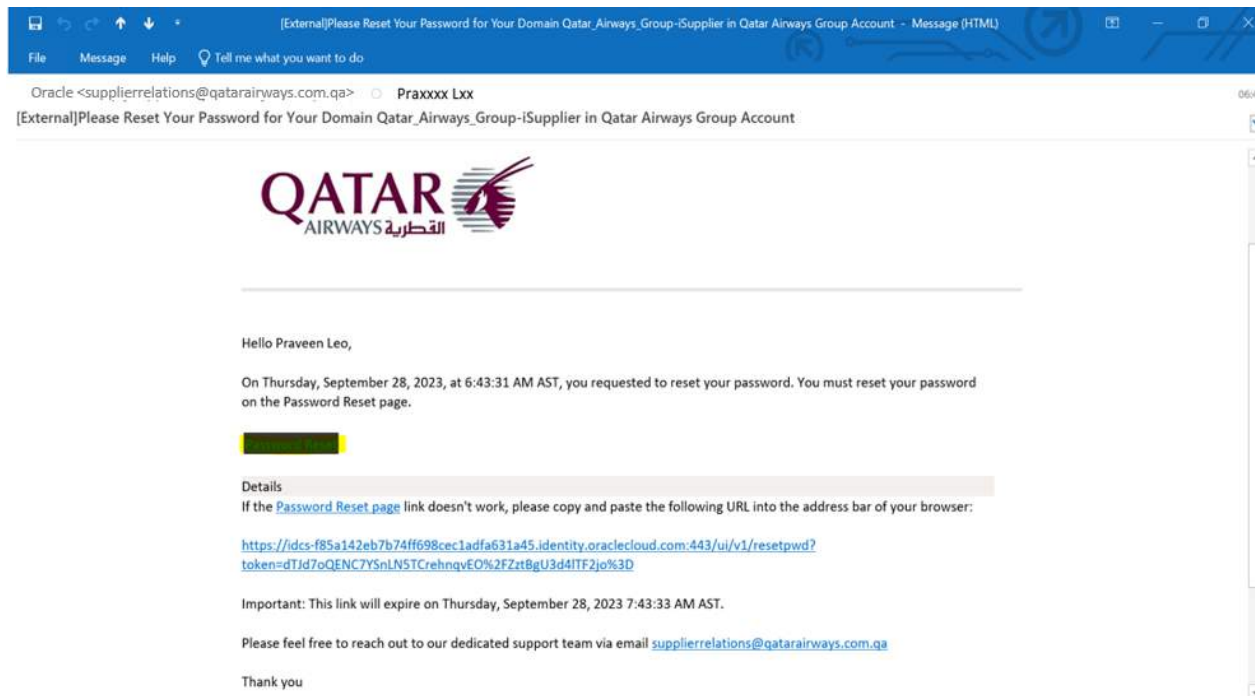 [External]Please Reset Your Password for Your Domain Qatar_Airways_Group-iSupplier in Qatar Airways Group Account - Message (HTML)
File Message Help Tell me what you want to do
Oracle <supplierrelations@qatarairways.com.qa> Praxxxx Lxx
[External]Please Reset Your Password for Your Domain Qatar_Airways_Group-iSupplier in Qatar Airways Group Account
QATAR
AIRWAYS القطرية
Hello Praveen Leo,
On Thursday, September 28, 2023, at 6:43:31 AM AST, you requested to reset your password. You must reset your password
on the Password Reset page.
Password Reset
Details
If the Password Reset page link doesn't work, please copy and paste the following URL into the address bar of your browser:
https://idcs-f85a142eb7b74ff698cec1adfa631a45.identity.oraclecloud.com:443/ui/v1/resetpwd?
token=dTJd7oQENC7YSnLN5TCrehnqvEO%2FZztBgU3d4lTF2jo%3D
Important: This link will expire on Thursday, September 28, 2023 7:43:33 AM AST.
Please feel free to reach out to our dedicated support team via email supplierrelations@qatarairways.com.qa
Thank you